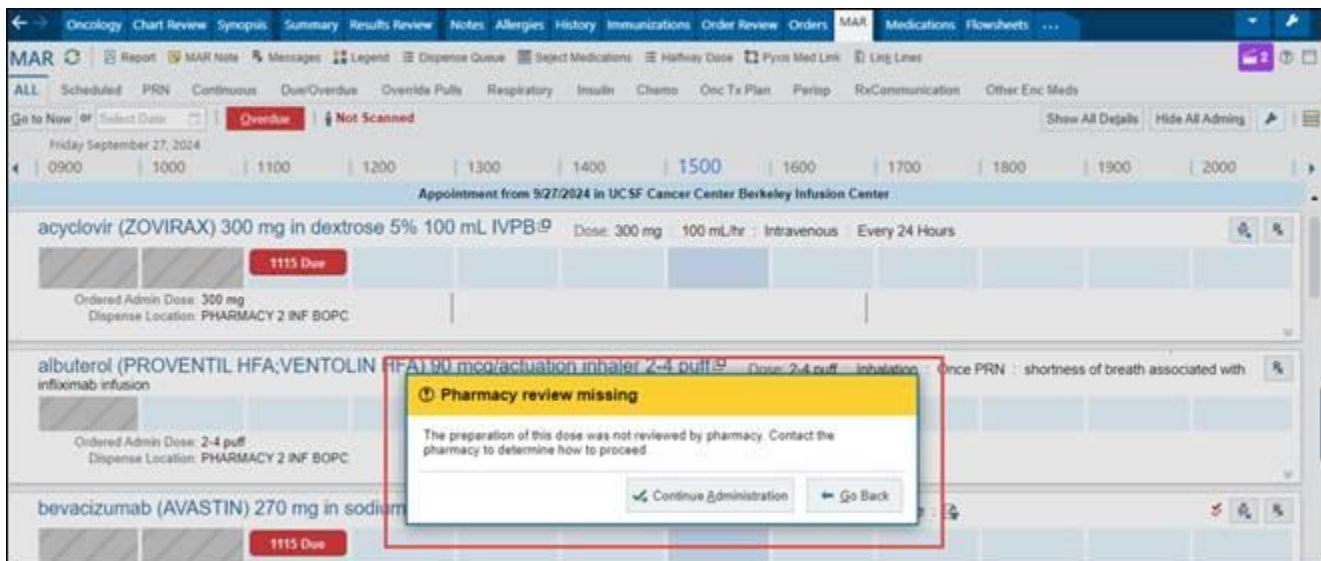 Oncology Chart Review Synopsis Summary Results Review Notes Allergies History Immunizations Order Review Orders MAR Medications Flowsheets ...
MAR Report MAR Note Messages Legend Dispense Queue Select Medications Halfway Dose Pyxis Med Link Ling Lines 2
ALL Scheduled PRN Continuous Due/Overdue Override Pulls Respiratory Insulin Chemo Onc Tx Plan Periop RxCommunication Other Enc Meds
Go to Now or Select Date Overdue Not Scanned Show All Details Hide All Admins
Friday September 27, 2024
0900 1000 1100 1200 1300 1400 1500 1600 1700 1800 1900 2000
Appointment from 9/27/2024 in UCSF Cancer Center Berkeley Infusion Center
acyclovir (ZOVIRAX) 300 mg in dextrose 5% 100 mL IVPB Dose: 300 mg : 100 mL/hr : Intravenous : Every 24 Hours
1115 Due
Ordered Admin Dose: 300 mg
Dispense Location: PHARMACY 2 INF BOPC
albuterol (PROVENTIL HFA;VENTOLIN HFA) 90 mcg/actuation inhaler 2-4 puff Dose: 2-4 puff : Inhalation : Once PRN : shortness of breath associated with
infliximab infusion
Ordered Admin Dose: 2-4 puff
Dispense Location: PHARMACY 2 INF BOPC
Pharmacy review missing
The preparation of this dose was not reviewed by pharmacy. Contact the
pharmacy to determine how to proceed.
Continue Administration Go Back
bevacizumab (AVASTIN) 270 mg in sodium
1115 Due